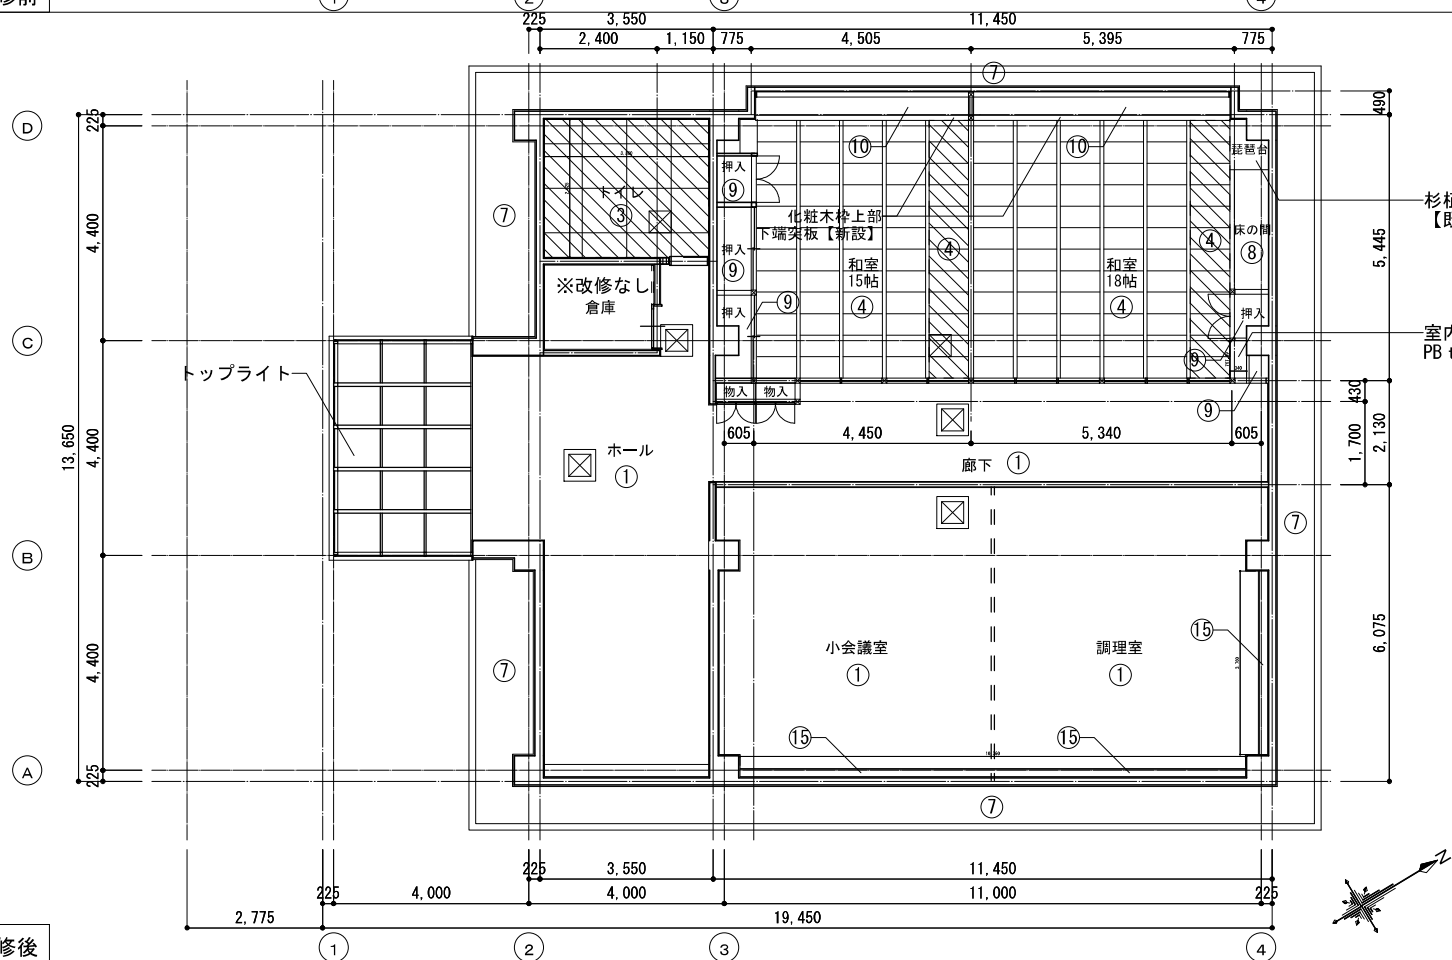 225
3,550
11,450
2,400
1,150
775
4,505
5,395
775
⑦
D
225
490
⑩
⑩
琵琶台
押入
⑨
トイレ
③
⑦
化粧木枠上部
下端突板【新設】
④
④
床の間
⑧
杉
【
4,400
5,445
押入
⑨
和室
15帖
④
和室
18帖
④
※改修なし
倉庫
押入
⑨
押入
C
室内
PB
⑨
トップライト
物入
物入
⑨
430
605
4,450
5,340
605
1,700
2,130
13,650
4,400
ホール
①
廊下
①
⑦
B
4,400
小会議室
①
調理室
①
⑮
6,075
⑦
⑮
⑮
A
225
⑦
225
3,550
11,450
225
4,000
4,000
11,000
225
2,775
19,450
N
修後
1
2
3
4